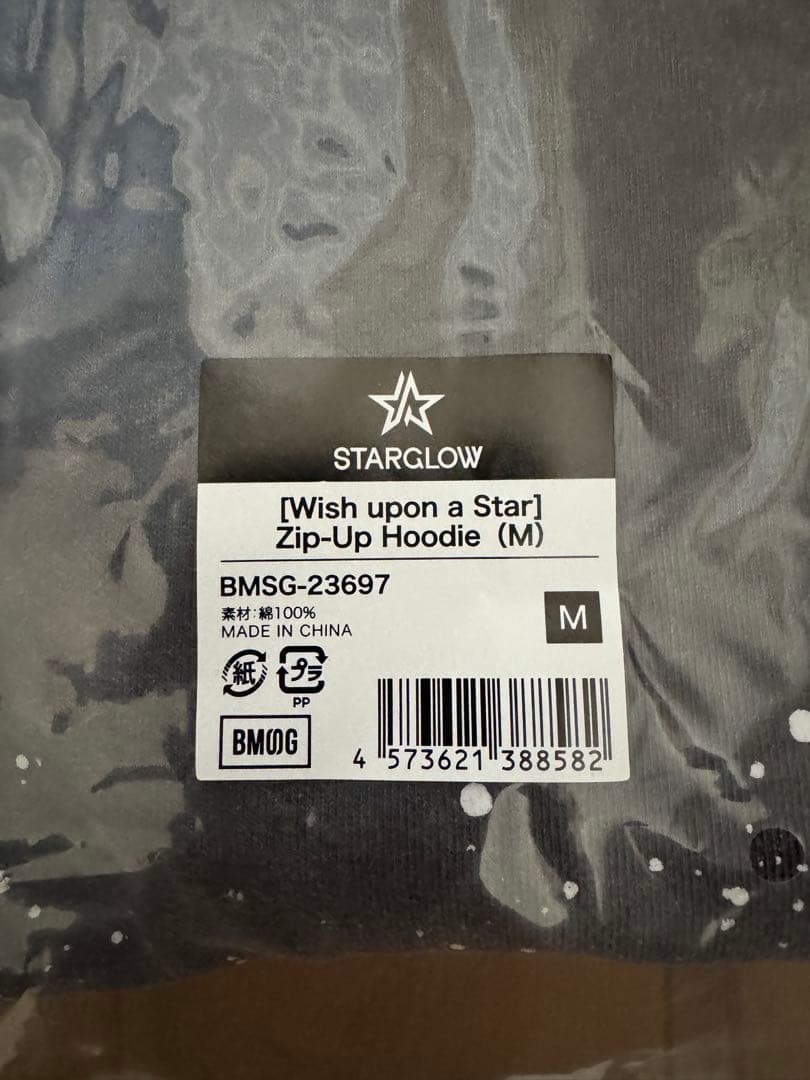 STARGLOW
[Wish upon a Star]
Zip-Up Hoodie（M）
BMSG-23697
素材:綿100%
MADE IN CHINA
M
紙
プラ
PP
BMSG
4 573621 388582